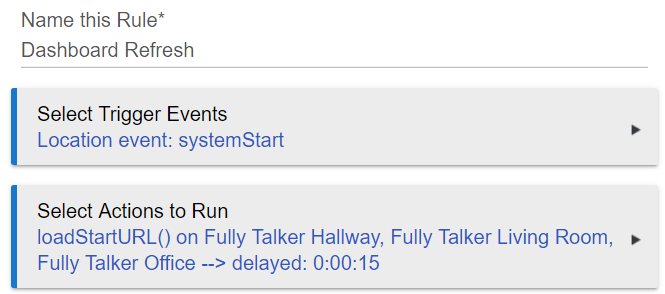 Name this Rule*
Dashboard Refresh
Select Trigger Events
Location event: systemStart
Select Actions to Run
loadStartURL() on Fully Talker Hallway, Fully Talker Living Room,
Fully Talker Office --> delayed: 0:00:15